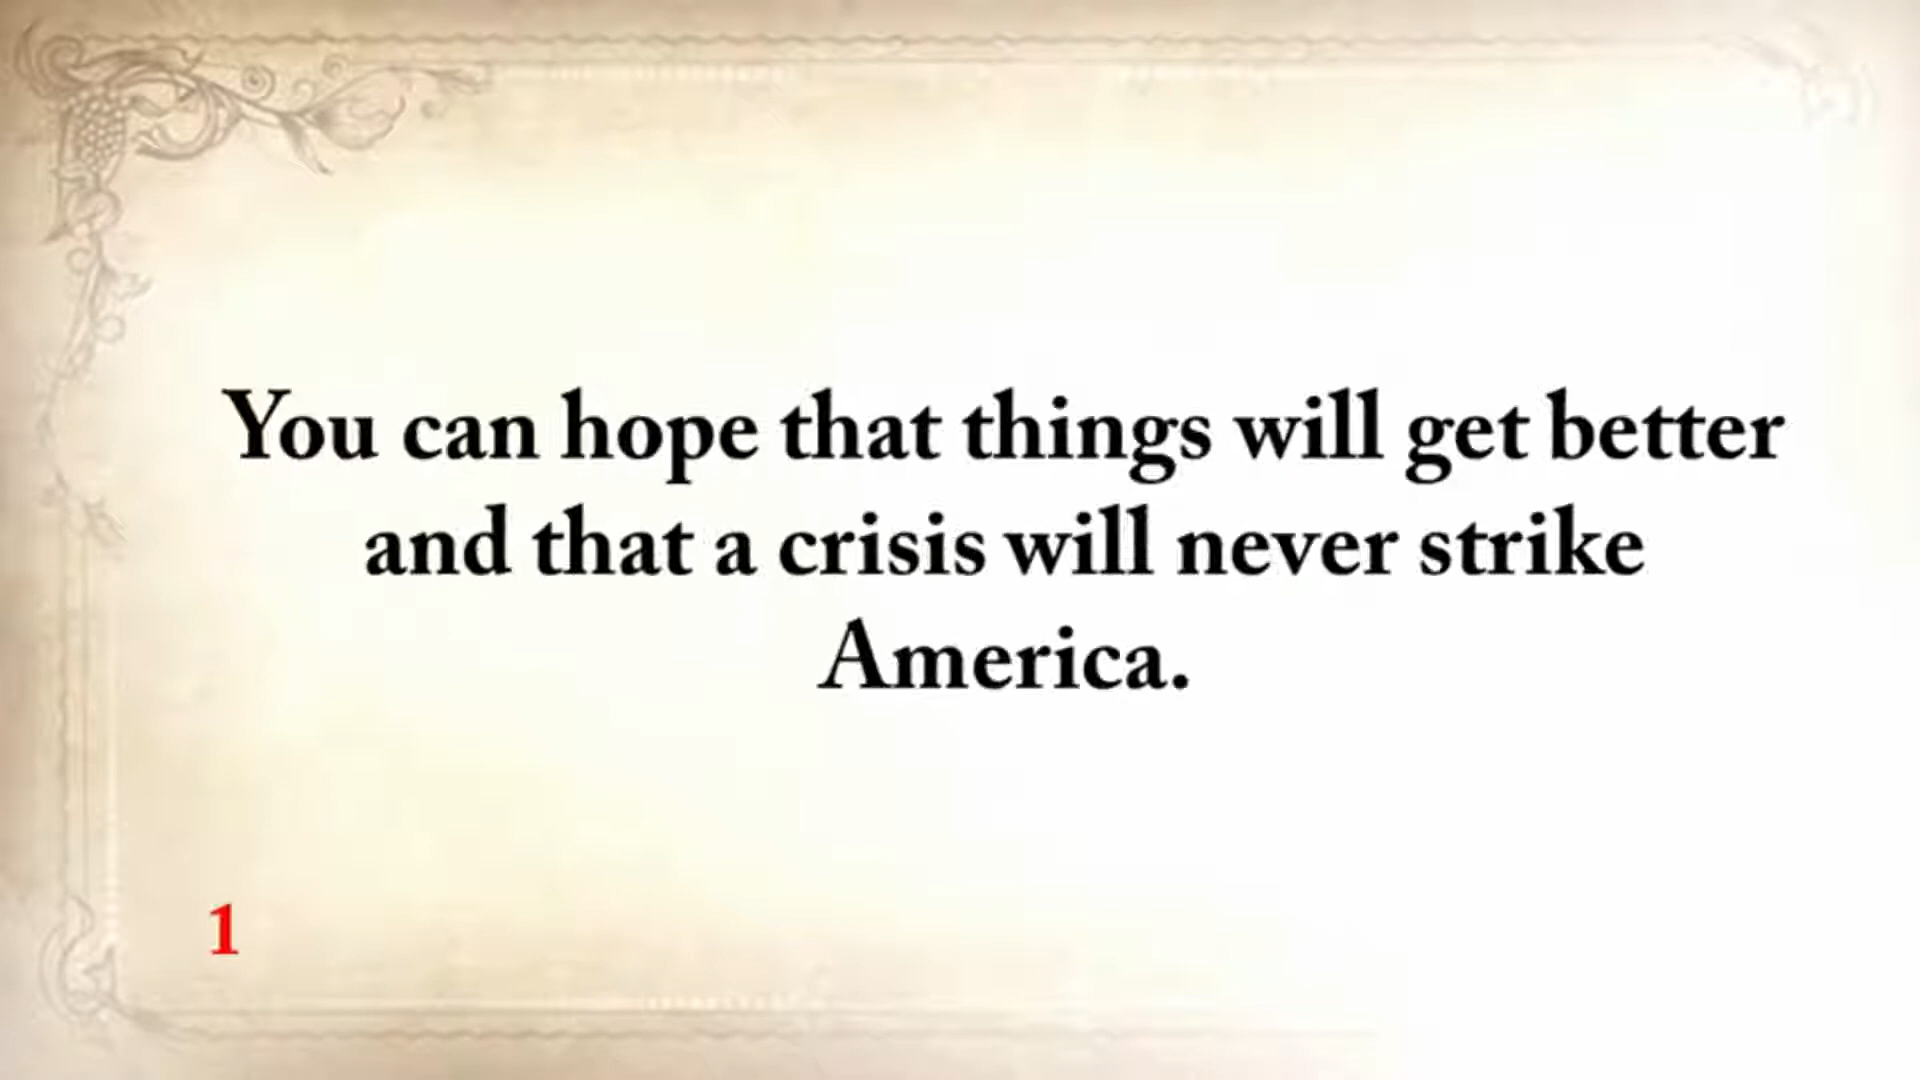 You can hope that things will get better
and that a crisis will never strike
America.
1